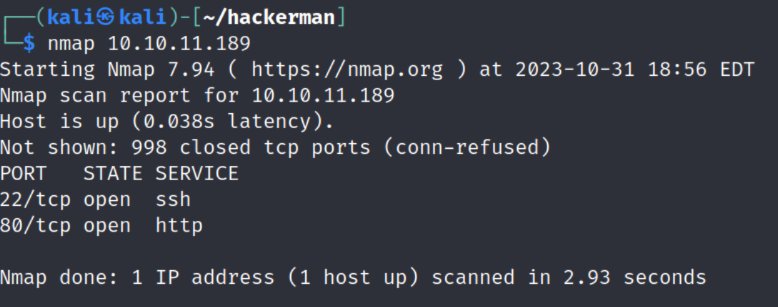 ┌──(kali㉿kali)-[~/hackerman]
└─$ nmap 10.10.11.189
Starting Nmap 7.94 ( https://nmap.org ) at 2023-10-31 18:56 EDT
Nmap scan report for 10.10.11.189
Host is up (0.038s latency).
Not shown: 998 closed tcp ports (conn-refused)
PORT   STATE SERVICE
22/tcp open  ssh
80/tcp open  http
Nmap done: 1 IP address (1 host up) scanned in 2.93 seconds